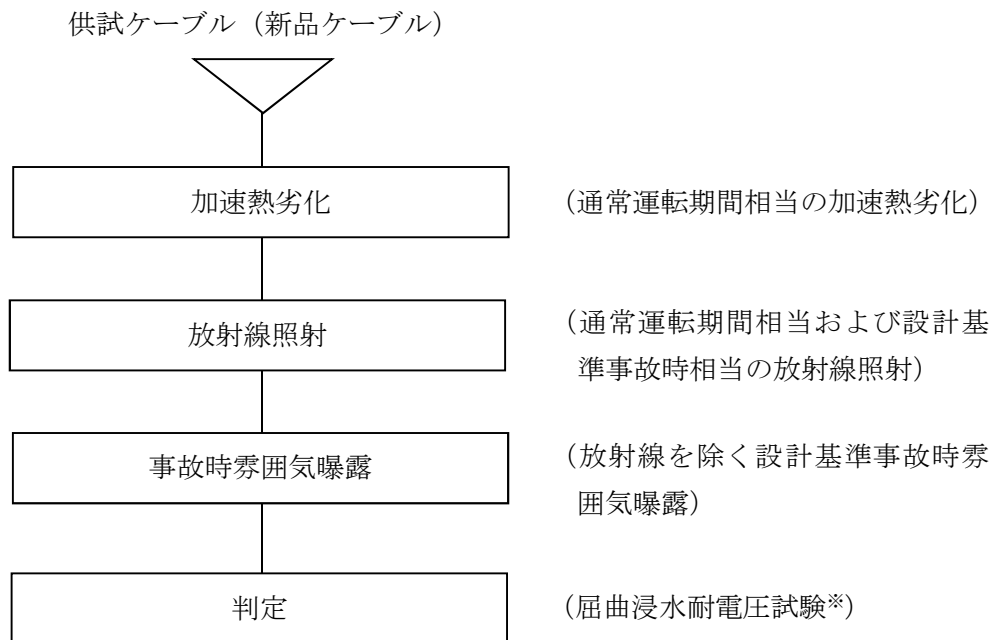 供試ケーブル（新品ケーブル）
加速熱劣化
（通常運転期間相当の加速熱劣化）
放射線照射
（通常運転期間相当および設計基
準事故時相当の放射線照射）
事故時雰囲気曝露
（放射線を除く設計基準事故時雰
囲気曝露）
判定
（屈曲浸水耐電圧試験※）